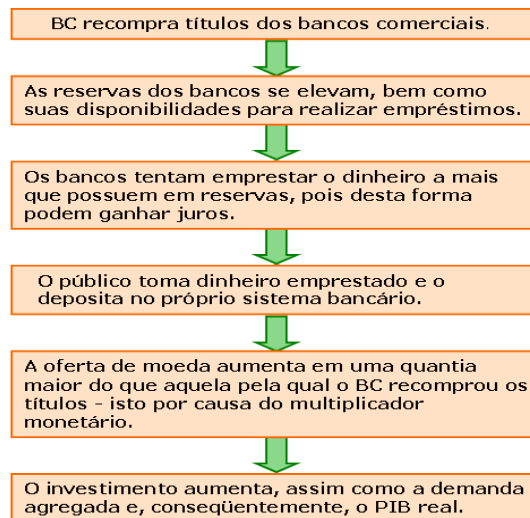 BC recompra títulos dos bancos comerciais.
As reservas dos bancos se elevam, bem como
suas disponibilidades para realizar empréstimos.
Os bancos tentam emprestar o dinheiro a mais
que possuem em reservas, pois desta forma
podem ganhar juros.
O público toma dinheiro emprestado e o
deposita no próprio sistema bancário.
A oferta de moeda aumenta em uma quantia
maior do que aquela pela qual o BC recomprou os
títulos - isto por causa do multiplicador
monetário.
O investimento aumenta, assim como a demanda
agregada e, conseqüentemente, o PIB real.